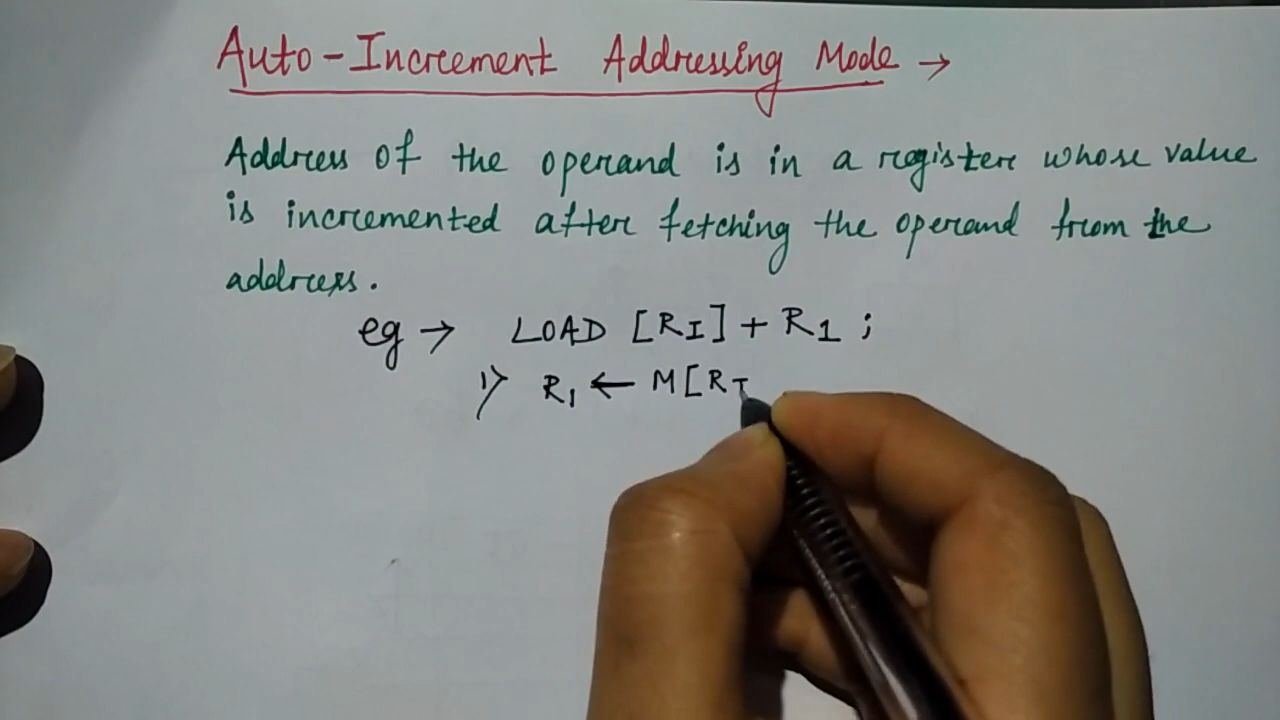 Auto-Increment Addressing Mode →
Address of the operand is in a register whose value
is incremented after fetching the operand from the
address.
eg → LOAD [RI] + R1 ;
1) R1 ← M[RI